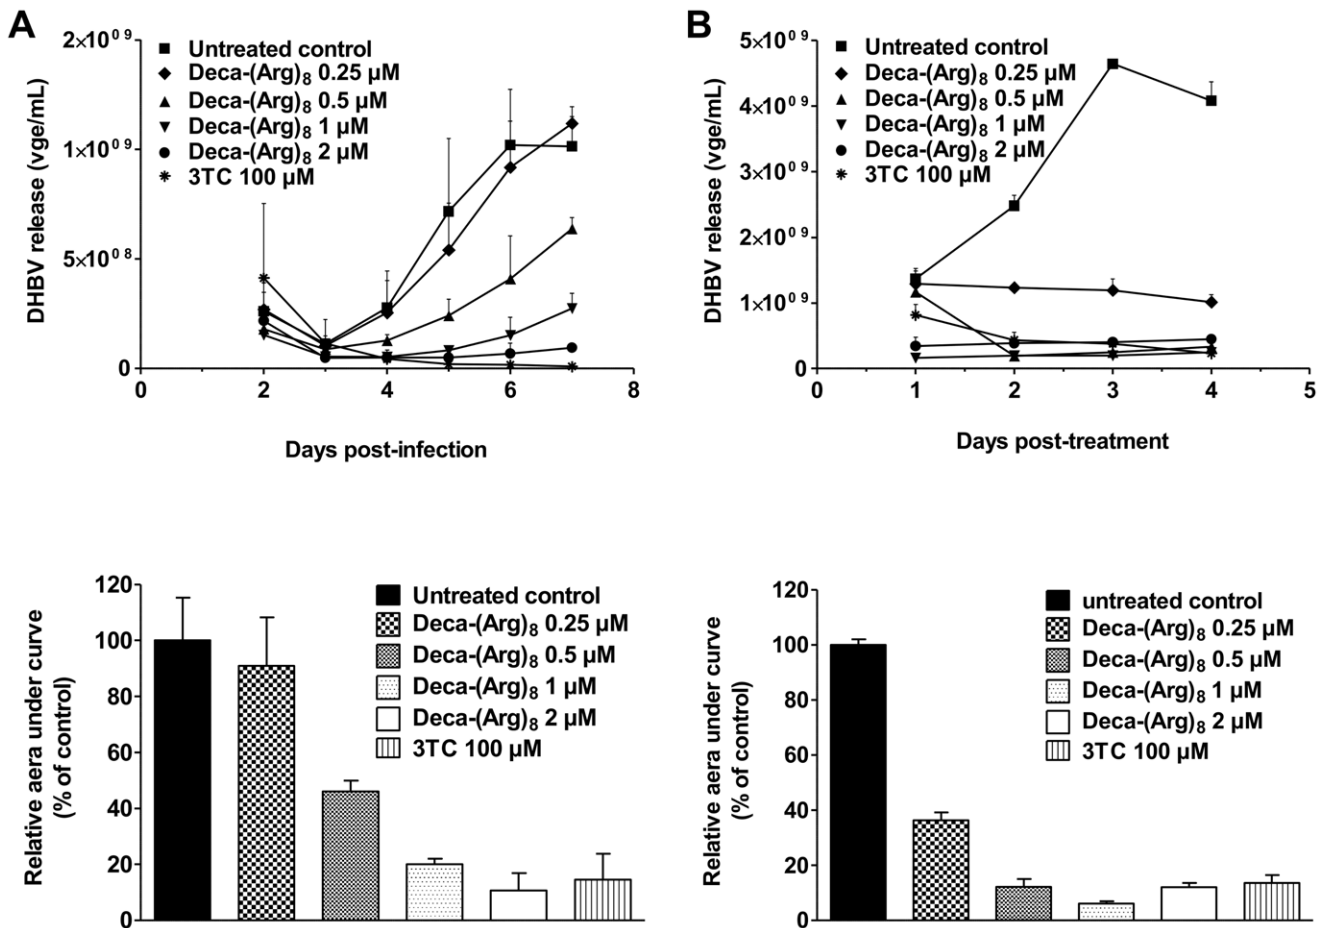 A
DHBV release (vge/mL)
2×10⁰⁹
1×10⁰⁹
5×10⁰⁸
0
Untreated control
Deca-(Arg)₈ 0.25 µM
Deca-(Arg)₈ 0.5 µM
Deca-(Arg)₈ 1 µM
Deca-(Arg)₈ 2 µM
3TC 100 µM
0 2 4 6 8
Days post-infection
B
DHBV release (vge/mL)
5×10⁰⁹
4×10⁰⁹
3×10⁰⁹
2×10⁰⁹
1×10⁰⁹
0
Untreated control
Deca-(Arg)₈ 0.25 µM
Deca-(Arg)₈ 0.5 µM
Deca-(Arg)₈ 1 µM
Deca-(Arg)₈ 2 µM
3TC 100 µM
0 1 2 3 4 5
Days post-treatment
Relative aera under curve
(% of control)
120
100
80
60
40
20
0
Untreated control
Deca-(Arg)₈ 0.25 µM
Deca-(Arg)₈ 0.5 µM
Deca-(Arg)₈ 1 µM
Deca-(Arg)₈ 2 µM
3TC 100 µM
Relative aera under curve
(% of control)
120
100
80
60
40
20
0
untreated control
Deca-(Arg)₈ 0.25 µM
Deca-(Arg)₈ 0.5 µM
Deca-(Arg)₈ 1 µM
Deca-(Arg)₈ 2 µM
3TC 100 µM